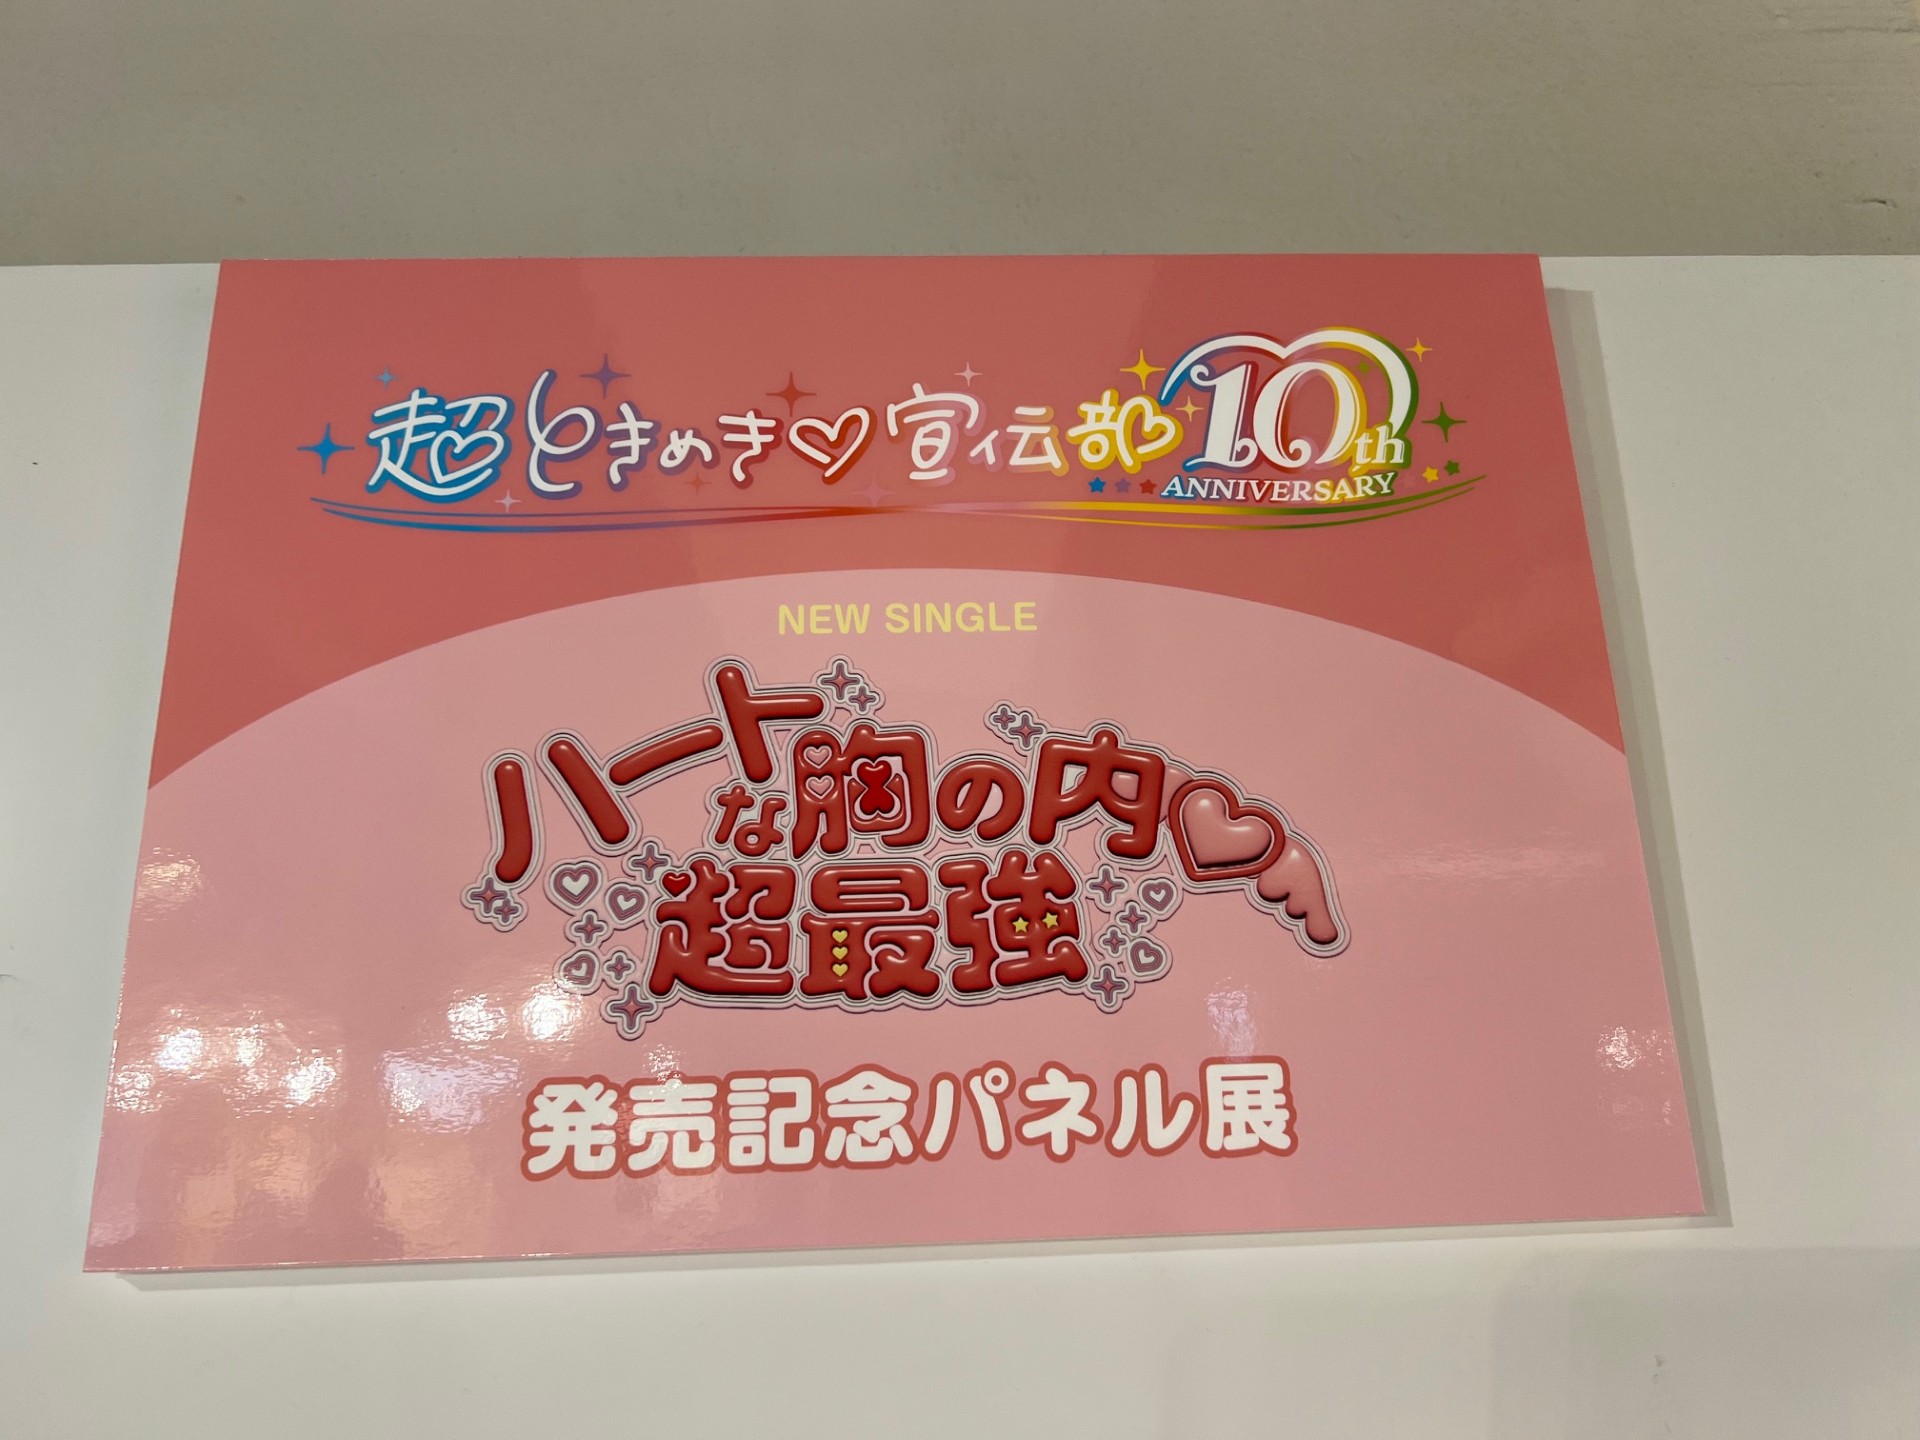 超ときめき♡宣伝部 10th ANNIVERSARY
NEW SINGLE
ハートな胸の内♡
超最強
発売記念パネル展